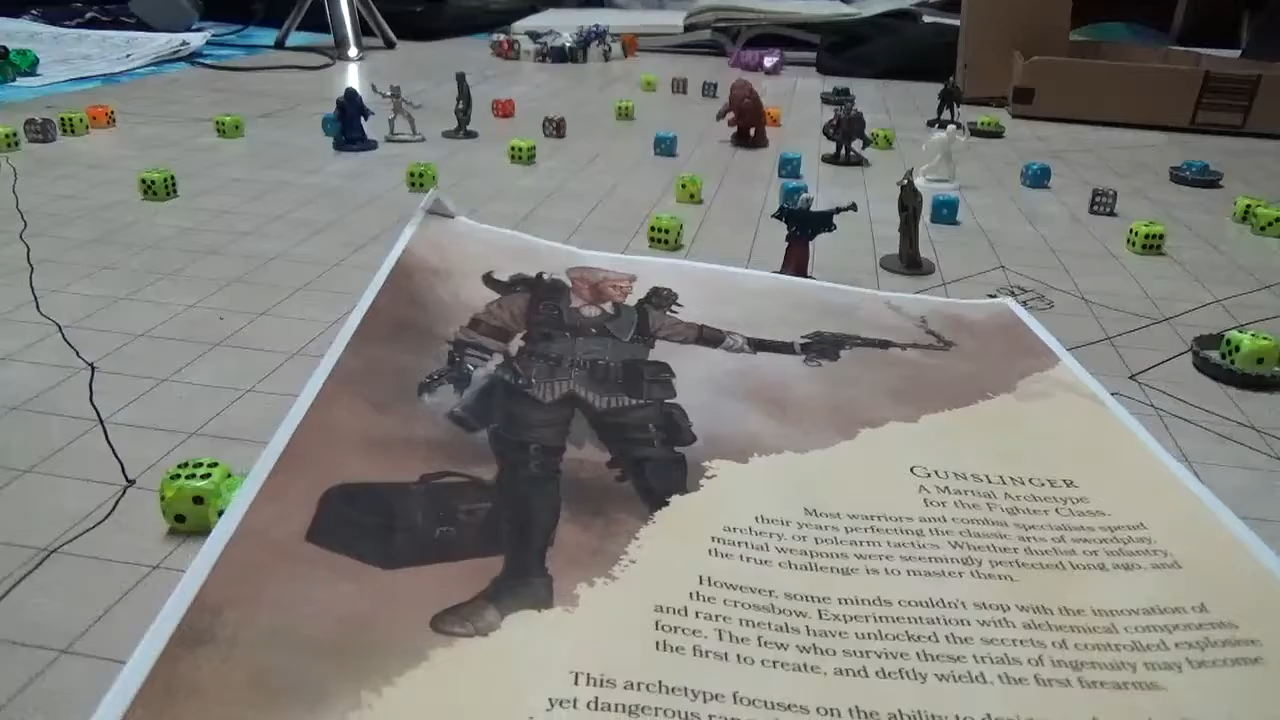 GUNSLINGER
A Martial Archetype
for the Fighter Class.
Most warriors and combat specialists spend
their years perfecting the classic arts of swordplay,
archery, or polearm tactics. Whether duelist or infantry,
martial weapons were seemingly perfected long ago, and
the true challenge is to master them.
However, some minds couldn't stop with the innovation of
the crossbow. Experimentation with alchemical components
and rare metals have unlocked the secrets of controlled explosive
force. The few who survive these trials of ingenuity may become
the first to create, and deftly wield, the first firearms.
This archetype focuses on the ability to
yet dangerous